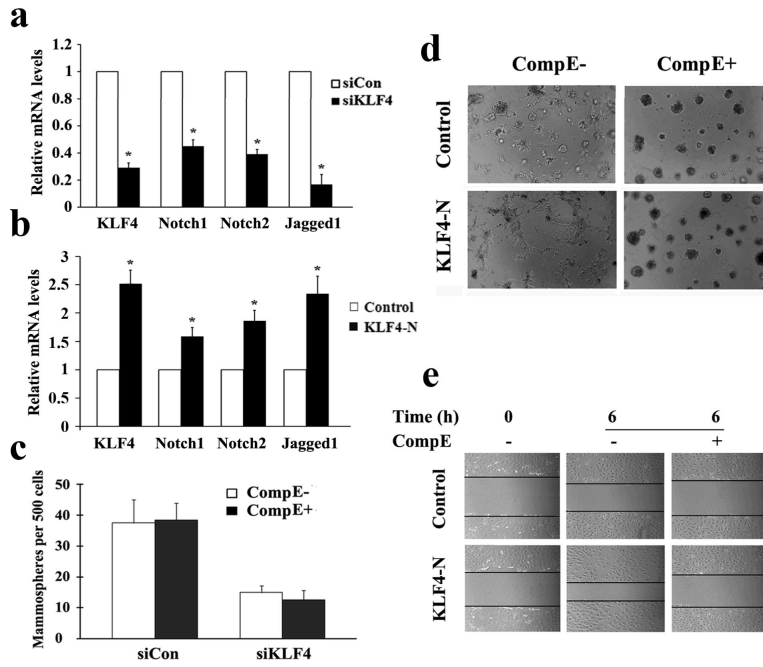 a
Relative mRNA levels
1.2
1
0.8
0.6
0.4
0.2
0
*
*
*
*
KLF4 Notch1 Notch2 Jagged1
siCon
siKLF4
b
Relative mRNA levels
3
2.5
2
1.5
1
0.5
0
*
*
*
*
KLF4 Notch1 Notch2 Jagged1
Control
KLF4-N
c
Mammospheres per 500 cells
50
40
30
20
10
0
siCon siKLF4
CompE-
CompE+
d
CompE- CompE+
Control
KLF4-N
e
Time (h) 0 6 6
CompE - - +
Control
KLF4-N